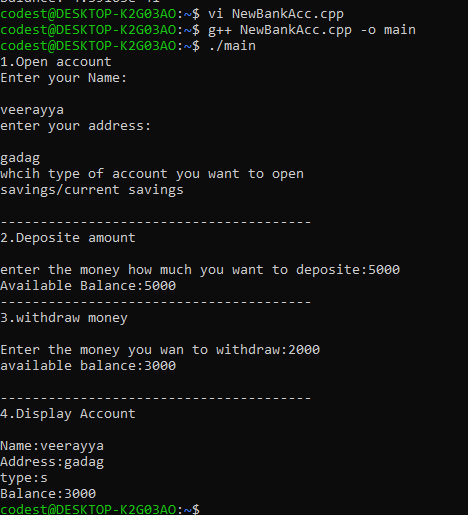 codest@DESKTOP-K2G03AO:~$ vi NewBankAcc.cpp
codest@DESKTOP-K2G03AO:~$ g++ NewBankAcc.cpp -o main
codest@DESKTOP-K2G03AO:~$ ./main
1.Open account
Enter your Name:
veerayya
enter your address:
gadag
whcih type of account you want to open
savings/current savings
---------------------------------------
2.Deposite amount
enter the money how much you want to deposite:5000
Available Balance:5000
---------------------------------------
3.withdraw money
Enter the money you wan to withdraw:2000
available balance:3000
---------------------------------------
4.Display Account
Name:veerayya
Address:gadag
type:s
Balance:3000
codest@DESKTOP-K2G03AO:~$